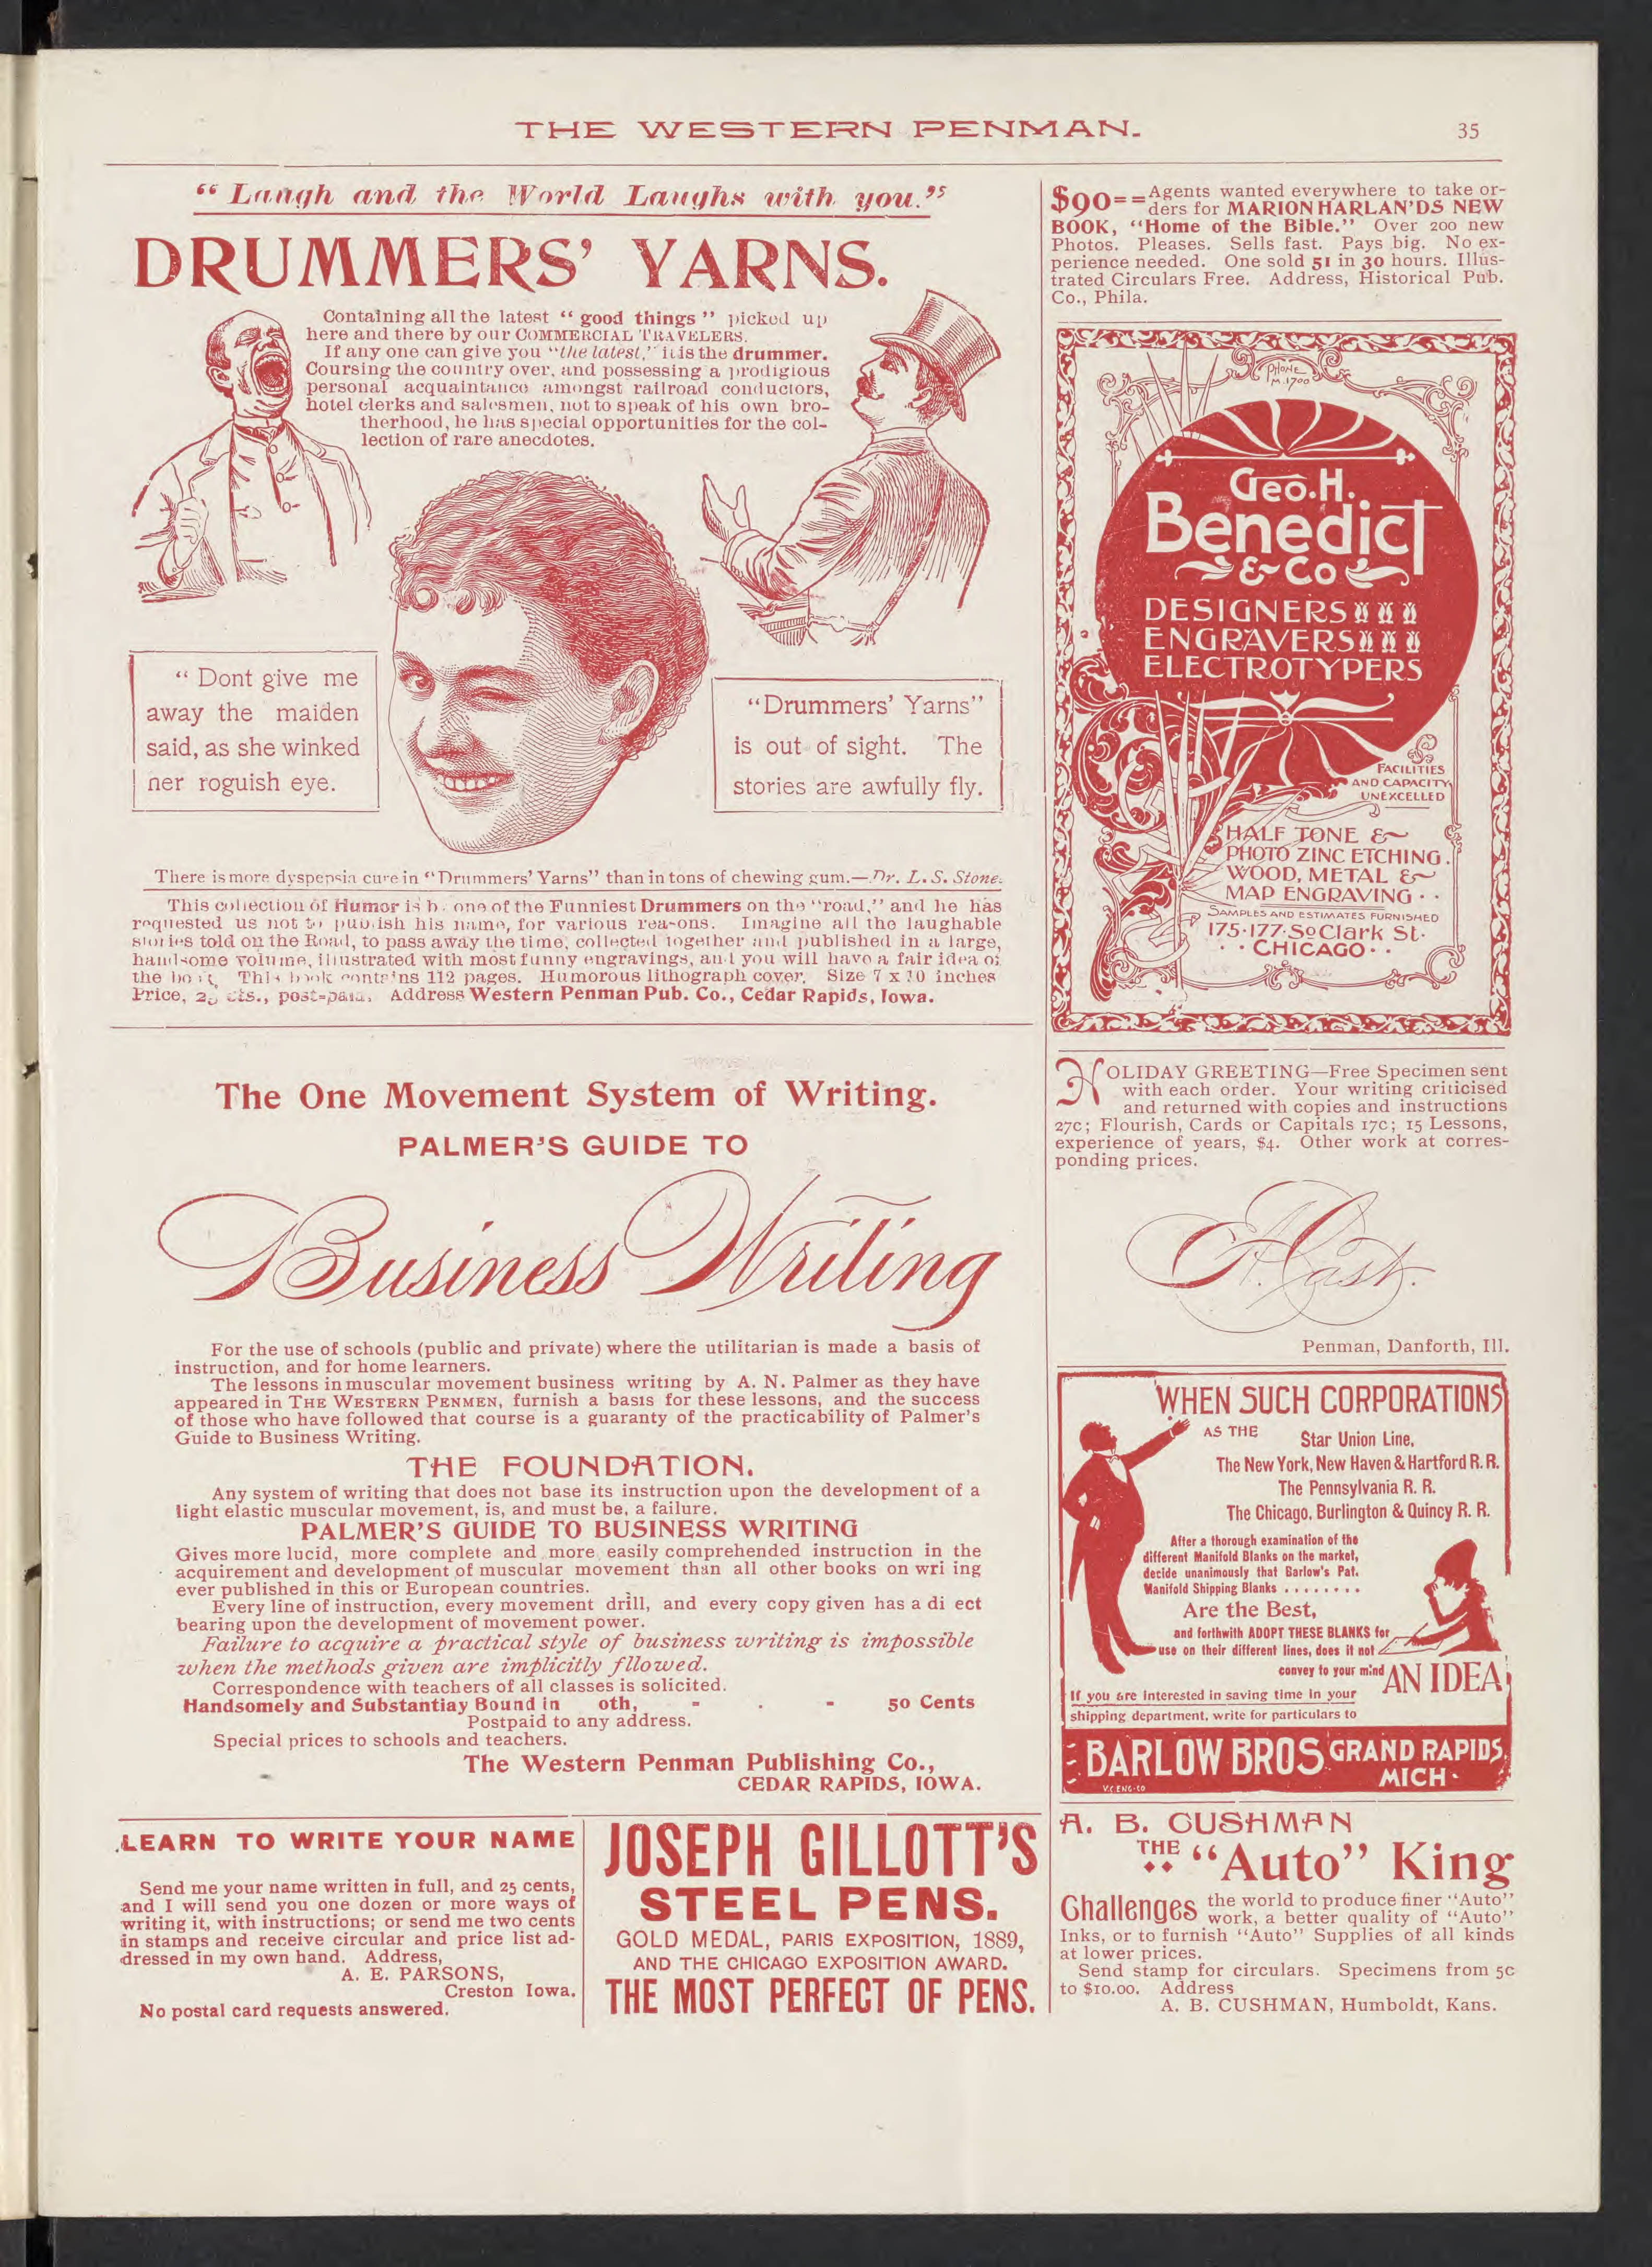 THE WESTERN PENMAN.
35
"Laugh and the World Laughs with you."
DRUMMERS' YARNS.
Containing all the latest "good things" picked up
here and there by our COMMERCIAL TRAVELERS.
If any one can give you "the latest," it is the drummer.
Coursing the country over, and possessing a prodigious
personal acquaintance amongst railroad conductors,
hotel clerks and salesmen, not to speak of his own bro-
therhood, he has special opportunities for the col-
lection of rare anecdotes.
"Dont give me
away the maiden
said, as she winked
ner roguish eye.
"Drummers' Yarns"
is out of sight. The
stories are awfully fly.
There is more dyspepsia cure in "Drummers' Yarns" than in tons of chewing gum.—Dr. L. S. Stone.
This collection of Humor is b. one of the Funniest Drummers on the "road," and he has
requested us not to publish his name, for various rea-ons. Imagine all the laughable
stories told on the Road, to pass away the time, collected together and published in a large,
handsome volume, illustrated with most funny engravings, and you will have a fair idea of
the book. This book contains 112 pages. Humorous lithograph cover. Size 7 x 10 inches
Price, 25 cts., post=paid. Address Western Penman Pub. Co., Cedar Rapids, Iowa.
The One Movement System of Writing.
PALMER'S GUIDE TO
Business Writing
For the use of schools (public and private) where the utilitarian is made a basis of
instruction, and for home learners.
The lessons in muscular movement business writing by A. N. Palmer as they have
appeared in THE WESTERN PENMEN, furnish a basis for these lessons, and the success
of those who have followed that course is a guaranty of the practicability of Palmer's
Guide to Business Writing.
THE FOUNDATION.
Any system of writing that does not base its instruction upon the development of a
light elastic muscular movement, is, and must be, a failure.
PALMER'S GUIDE TO BUSINESS WRITING
Gives more lucid, more complete and more easily comprehended instruction in the
acquirement and development of muscular movement than all other books on wri ing
ever published in this or European countries.
Every line of instruction, every movement drill, and every copy given has a di ect
bearing upon the development of movement power.
Failure to acquire a practical style of business writing is impossible
when the methods given are implicitly fllowed.
Correspondence with teachers of all classes is solicited.
Handsomely and Substantiay Bound in oth, - . - 50 Cents
Postpaid to any address.
Special prices to schools and teachers.
The Western Penman Publishing Co.,
CEDAR RAPIDS, IOWA.
LEARN TO WRITE YOUR NAME
Send me your name written in full, and 25 cents,
and I will send you one dozen or more ways of
writing it, with instructions; or send me two cents
in stamps and receive circular and price list ad-
dressed in my own hand. Address,
A. E. PARSONS,
Creston Iowa.
No postal card requests answered.
JOSEPH GILLOTT'S
STEEL PENS.
GOLD MEDAL, PARIS EXPOSITION, 1889,
AND THE CHICAGO EXPOSITION AWARD.
THE MOST PERFECT OF PENS.
$90== Agents wanted everywhere to take or-
ders for MARION HARLAN'DS NEW
BOOK, "Home of the Bible." Over 200 new
Photos. Pleases. Sells fast. Pays big. No ex-
perience needed. One sold 51 in 30 hours. Illus-
trated Circulars Free. Address, Historical Pub.
Co., Phila.
PHONE
M. 1700
Geo. H.
Benedict
& Co
DESIGNERS
ENGRAVERS
ELECTROTYPERS
FACILITIES
AND CAPACITY
UNEXCELLED
HALF TONE &
PHOTO ZINC ETCHING.
WOOD, METAL &
MAP ENGRAVING · ·
SAMPLES AND ESTIMATES FURNISHED
175-177-So Clark St.
· · CHICAGO · ·
HOLIDAY GREETING—Free Specimen sent
with each order. Your writing criticised
and returned with copies and instructions
27c; Flourish, Cards or Capitals 17c; 15 Lessons,
experience of years, $4. Other work at corres-
ponding prices.
Penman, Danforth, Ill.
WHEN SUCH CORPORATIONS
AS THE
Star Union Line,
The New York, New Haven & Hartford R. R.
The Pennsylvania R. R.
The Chicago, Burlington & Quincy R. R.
After a thorough examination of the
different Manifold Blanks on the market,
decide unanimously that Barlow's Pat.
Manifold Shipping Blanks . . . . . . . .
Are the Best,
and forthwith ADOPT THESE BLANKS for
use on their different lines, does it not
convey to your mind AN IDEA
If you are interested in saving time in your
shipping department, write for particulars to
BARLOW BROS GRAND RAPIDS,
MICH.
V.C. ENG. CO
A. B. CUSHMAN
THE "Auto" King
Challenges the world to produce finer "Auto"
work, a better quality of "Auto"
Inks, or to furnish "Auto" Supplies of all kinds
at lower prices.
Send stamp for circulars. Specimens from 5c
to $10.00. Address
A. B. CUSHMAN, Humboldt, Kans.